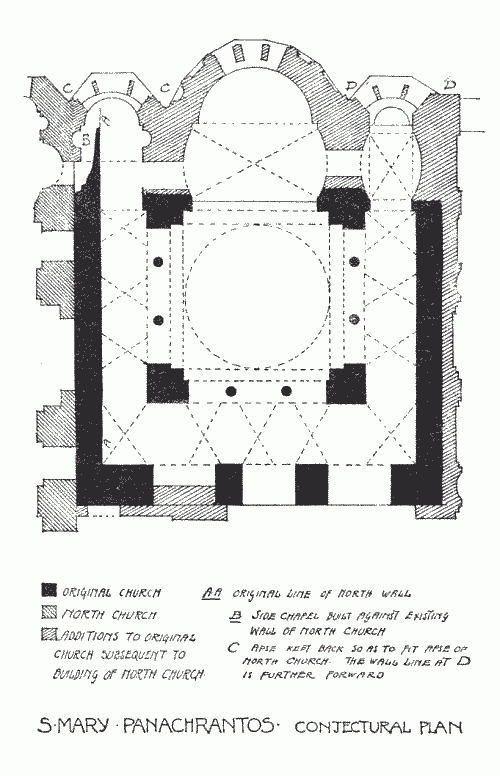 C C D D
A
B
A
ORIGINAL CHURCH
NORTH CHURCH
ADDITIONS TO ORIGINAL
CHURCH SUBSEQUENT TO
BUILDING OF NORTH CHURCH.
AA ORIGINAL LINE OF NORTH WALL
B SIDE CHAPEL BUILT AGAINST EXISTING
WALL OF NORTH CHURCH
C APSE KEPT BACK SO AS TO FIT APSE OF
NORTH CHURCH. THE WALL LINE AT D
IS FURTHER FORWARD
S·MARY·PANACHRANTOS· CONJECTURAL PLAN